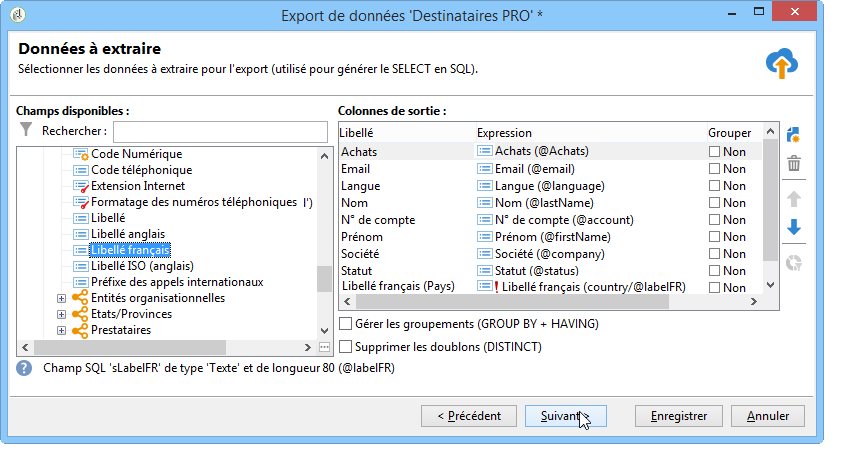 Export de données 'Destinataires PRO' *
Données à extraire
Sélectionner les données à extraire pour l'export (utilisé pour générer le SELECT en SQL).
Champs disponibles :
Rechercher :
Code Numérique
Code téléphonique
Extension Internet
Formatage des numéros téléphoniques l')
Libellé
Libellé anglais
Libellé français
Libellé ISO (anglais)
Préfixe des appels internationaux
Entités organisationnelles
Etats/Provinces
Prestataires
Colonnes de sortie :
Libellé Expression Grouper
Achats Achats (@Achats) Non
Email Email (@email) Non
Langue Langue (@language) Non
Nom Nom (@lastName) Non
N° de compte N° de compte (@account) Non
Prénom Prénom (@firstName) Non
Société Société (@company) Non
Statut Statut (@status) Non
Libellé français (Pays) Libellé français (country/@labelFR) Non
Gérer les groupements (GROUP BY + HAVING)
Supprimer les doublons (DISTINCT)
Champ SQL 'sLabelFR' de type 'Texte' et de longueur 80 (@labelFR)
< Précédent Suivant > Enregistrer Annuler